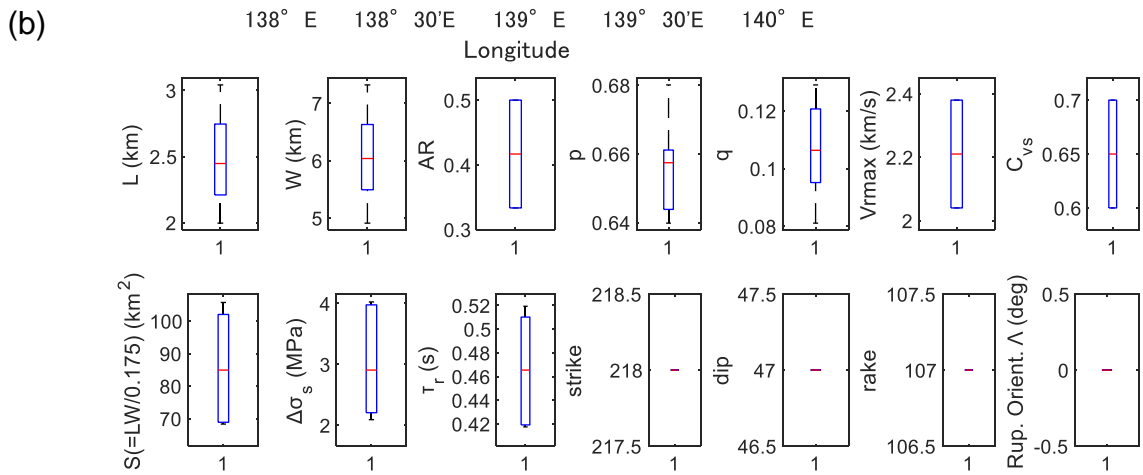 (b)
138° E 138° 30'E 139° E 139° 30'E 140° E
Longitude
L (km) 3 2.5 2 1
W (km) 7 6 5 1
AR 0.5 0.4 0.3 1
p 0.68 0.66 0.64 1
q 0.12 0.1 0.08 1
Vrmax (km/s) 2.4 2.2 2 1
C_vs 0.7 0.65 0.6 1
S(=LW/0.175) (km²) 100 90 80 70 1
Δσ_s (MPa) 4 3 2 1
τ_r (s) 0.52 0.5 0.48 0.46 0.44 0.42 1
strike 218.5 218 217.5 1
dip 47.5 47 46.5 1
rake 107.5 107 106.5 1
Rup. Orient. Λ (deg) 0.5 0 -0.5 1